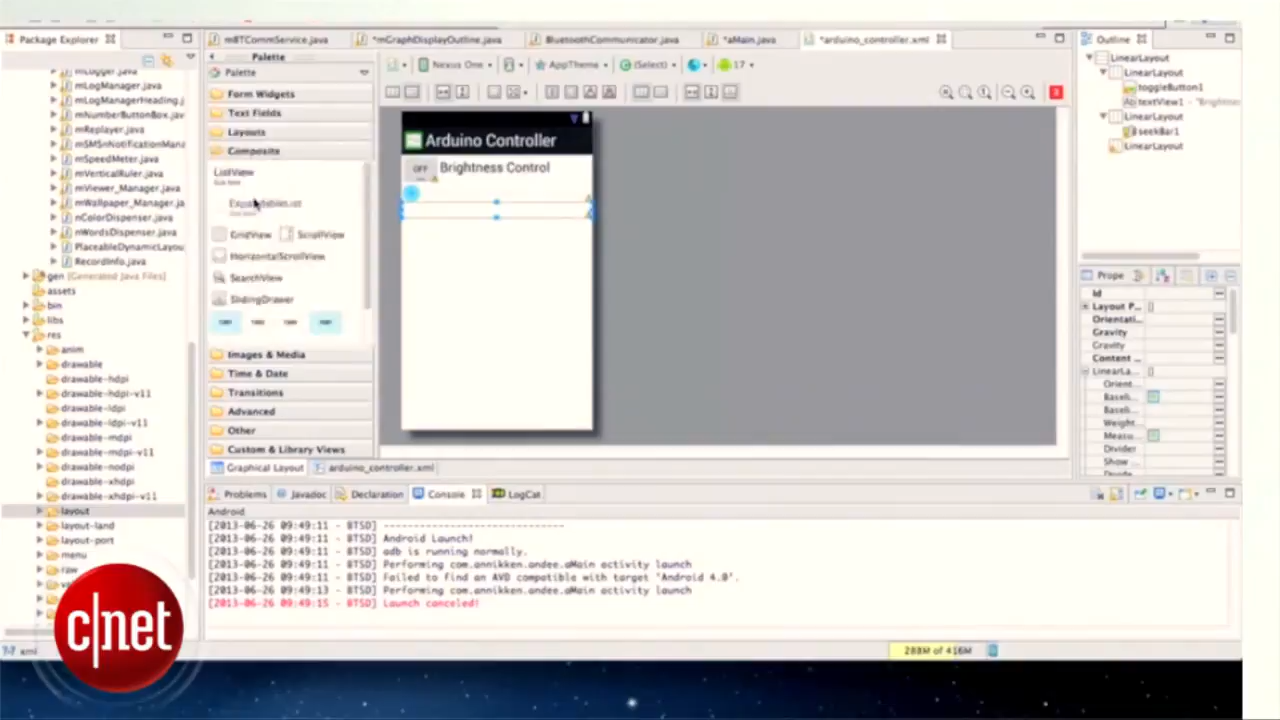 Package Explorer
mLogger.java
mLogManager.java
mLogManagerHeading.j
mNumberButtonBox.jav
mReplayer.java
mSMSnNotificationMana
mSpeedMeter.java
mVerticalRuler.java
mViewer_Manager.java
mWallpaper_Manager.ja
nColorDispenser.java
nWordsDispenser.java
PlaceableDynamicLayou
RecordInfo.java
gen [Generated Java Files]
assets
bin
libs
res
anim
drawable
drawable-hdpi
drawable-hdpi-v11
drawable-ldpi
drawable-ldpi-v11
drawable-mdpi
drawable-mdpi-v11
drawable-nodpi
drawable-xhdpi
drawable-xhdpi-v11
layout
layout-land
layout-port
menu
raw
xml
c|net
mBTCommService.java
*mGraphDisplayOutline.java
BluetoothCommunicator.java
*aMain.java
*arduino_controller.xml
Palette
Palette
Form Widgets
Text Fields
Layouts
Composite
ListView
GridView ScrollView
HorizontalScrollView
SearchView
SlidingDrawer
Images & Media
Time & Date
Transitions
Advanced
Other
Custom & Library Views
Nexus One AppTheme (Select) 17
Arduino Controller
OFF Brightness Control
Graphical Layout arduino_controller.xml
Outline
LinearLayout
LinearLayout
toggleButton1
textView1 - "Brightness
LinearLayout
seekBar1
LinearLayout
Prope
Id
Layout P... []
Orientati...
Gravity
Gravity
Content ...
LinearLa... []
Orient...
Baseli...
Baseli...
Weight
Measu...
Divider
Show ...
Problems Javadoc Declaration Console LogCat
Android
[2013-06-26 09:49:11 - BTSD] ------------------------------
[2013-06-26 09:49:11 - BTSD] Android Launch!
[2013-06-26 09:49:11 - BTSD] adb is running normally.
[2013-06-26 09:49:11 - BTSD] Performing com.annikken.andee.aMain activity launch
[2013-06-26 09:49:11 - BTSD] Failed to find an AVD compatible with target 'Android 4.0'.
[2013-06-26 09:49:13 - BTSD] Performing com.annikken.andee.aMain activity launch
[2013-06-26 09:49:15 - BTSD] Launch canceled!
288M of 416M